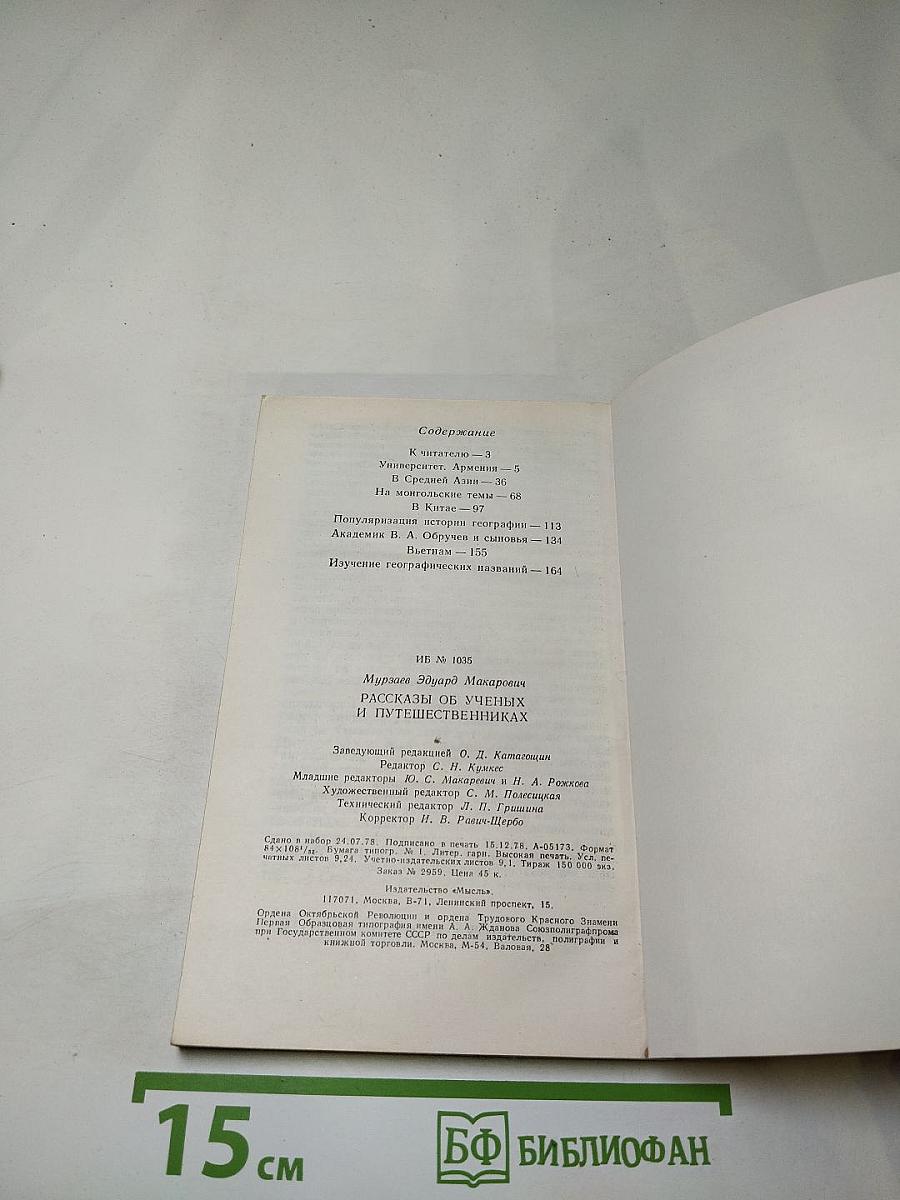 Содержание
К читателю — 3
Университет. Армения — 5
В Средней Азии — 36
На монгольские темы — 68
В Китае — 97
Популяризация истории географии — 113
Академик В. А. Обручев и сыновья — 134
Вьетнам — 155
Изучение географических названий — 164
ИБ № 1035
Мурзаев Эдуард Макарович
РАССКАЗЫ ОБ УЧЕНЫХ
И ПУТЕШЕСТВЕННИКАХ
Заведующий редакцией О. Д. Катагощин
Редактор С. Н. Кумкес
Младшие редакторы Ю. С. Макаревич и Н. А. Рожкова
Художественный редактор С. М. Полесицкая
Технический редактор Л. П. Гришина
Корректор И. В. Равич-Щербо
Сдано в набор 24.07.78. Подписано в печать 15.12.78. А-05173. Формат
84×108¹/₃₂. Бумага типогр. № 1. Литер. гарн. Высокая печать. Усл. пе-
чатных листов 9,24. Учетно-издательских листов 9,1. Тираж 150 000 экз.
Заказ № 2959. Цена 45 к.
Издательство «Мысль».
117071. Москва, В-71, Ленинский проспект, 15.
Ордена Октябрьской Революции и ордена Трудового Красного Знамени
Первая Образцовая типография имени А. А. Жданова Союзполиграфпрома
при Государственном комитете СССР по делам издательств, полиграфии и
книжной торговли. Москва, М-54, Валовая, 28
15 см
БФ БИБЛИОФАН